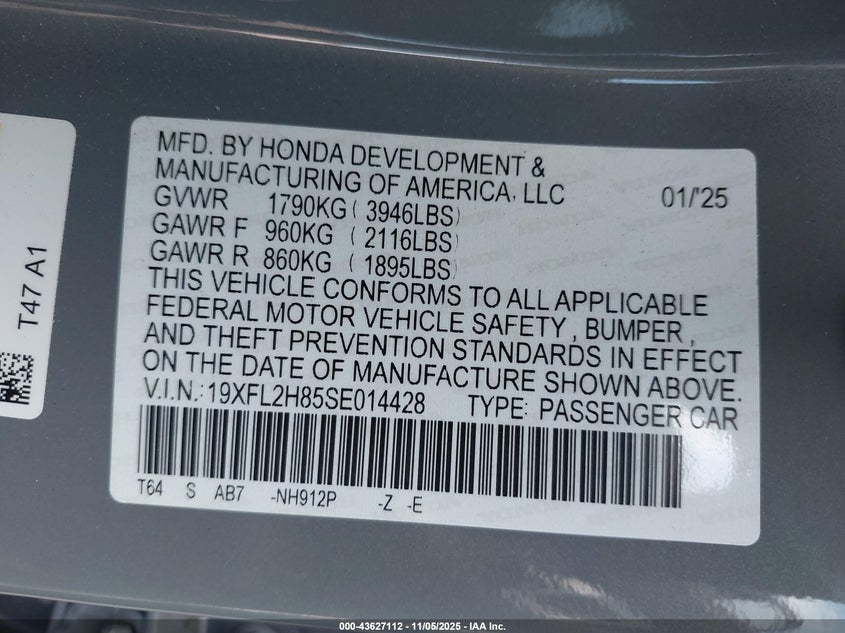 MFD. BY HONDA DEVELOPMENT &
MANUFACTURING OF AMERICA, LLC 01/'25
GVWR 1790KG ( 3946LBS)
GAWR F 960KG ( 2116LBS)
GAWR R 860KG ( 1895LBS)
THIS VEHICLE CONFORMS TO ALL APPLICABLE
FEDERAL MOTOR VEHICLE SAFETY , BUMPER ,
AND THEFT PREVENTION STANDARDS IN EFFECT
ON THE DATE OF MANUFACTURE SHOWN ABOVE.
V.I.N.: 19XFL2H85SE014428 TYPE: PASSENGER CAR
T64 S AB7 -NH912P -Z -E
T47 A1
000-43627112 - 11/05/2025 - IAA Inc.